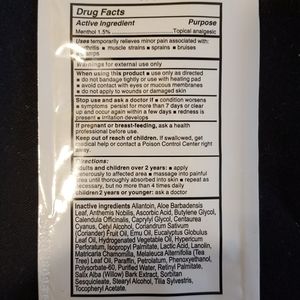 Drug Facts
Active Ingredient Purpose
Menthol 1.5% Topical analgesic
Uses temporarily relieves minor pain associated with:
arthritis ■ muscle strains ■ sprains ■ bruises
cramps
Warnings for external use only
When using this product ■ use only as directed
■ do not bandage tightly or use with heating pad
■ avoid contact with eyes or mucous membranes
■ do not apply to wounds or damaged skin
Stop use and ask a doctor if ■ condition worsens
■ symptoms persist for more than 7 days or clear
up and occur again within a few days ■ redness is
present ■ irritation develops
If pregnant or breast-feeding, ask a health
professional before use.
Keep out of reach of children. If swallowed, get
medical help or contact a Poison Control Center right
away.
Directions:
adults and children over 2 years: ■ apply
generously to affected area ■ massage into painful
area until thoroughly absorbed into skin ■ repeat as
necessary, but no more than 4 times daily
children 2 years or younger: ask a doctor
Inactive ingredients Allantoin, Aloe Barbadensis
Leaf, Anthemis Nobilis, Ascorbic Acid, Butylene Glycol,
Calendula Officinalis, Caprylyl Glycol, Centaurea
Cyanus, Cetyl Alcohol, Coriandrum Sativum
(Coriander) Fruit Oil, Emu Oil, Eucalyptus Globulus
Leaf Oil, Hydrogenated Vegetable Oil, Hypericum
Perforatum, Isopropyl Palmitate, Lactic Acid, Lanolin,
Matricaria Chamomilla, Melaleuca Alternifolia (Tea
Tree) Leaf Oil, Paraffin, Petrolatum, Phenoxyethanol,
Polysorbate-60, Purified Water, Retinyl Palmitate,
Salix Alba (Willow) Bark Extract, Sorbitan
Sesquioleate, Stearyl Alcohol, Tilia Sylvestris,
Tocopheryl Acetate.